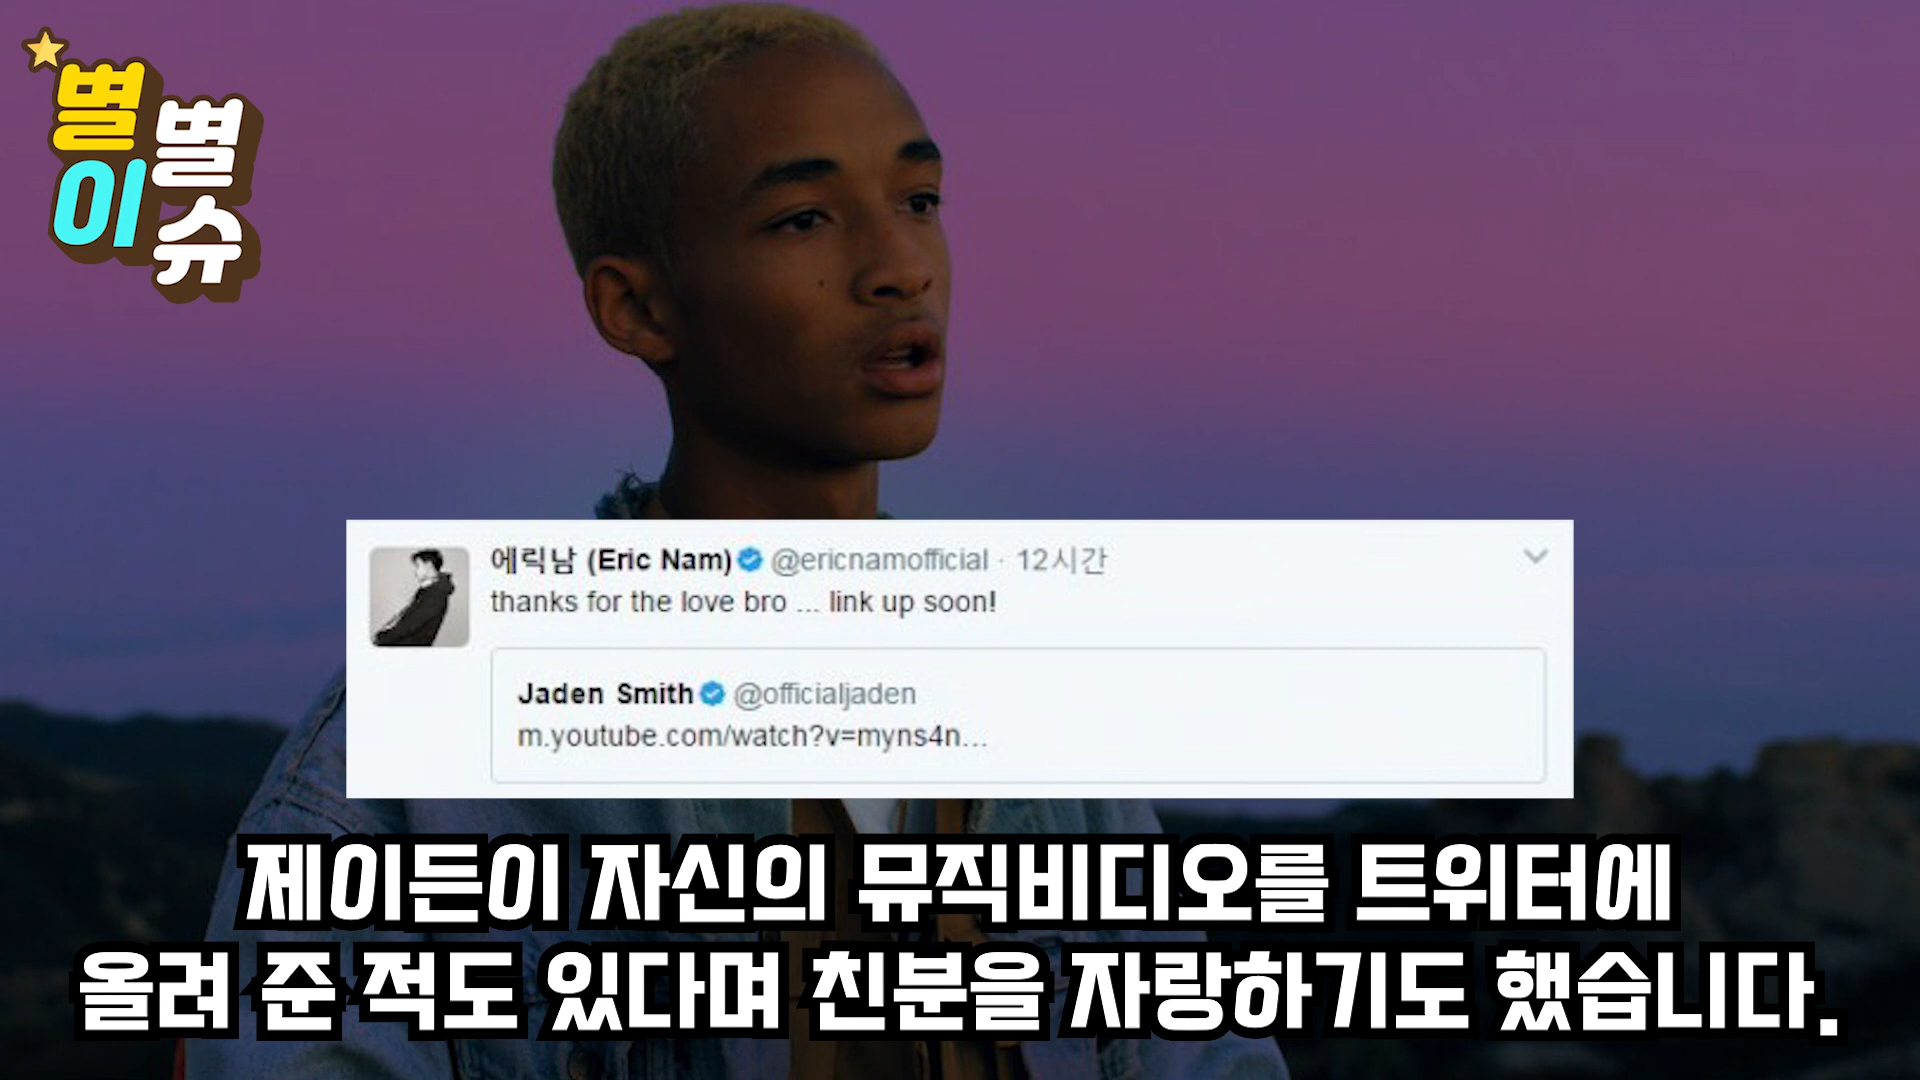 별별
이슈
에릭남 (Eric Nam) @ericnamofficial · 12시간
thanks for the love bro ... link up soon!
Jaden Smith @officialjaden
m.youtube.com/watch?v=myns4n...
제이든이 자신의 뮤직비디오를 트위터에
올려 준 적도 있다며 친분을 자랑하기도 했습니다.